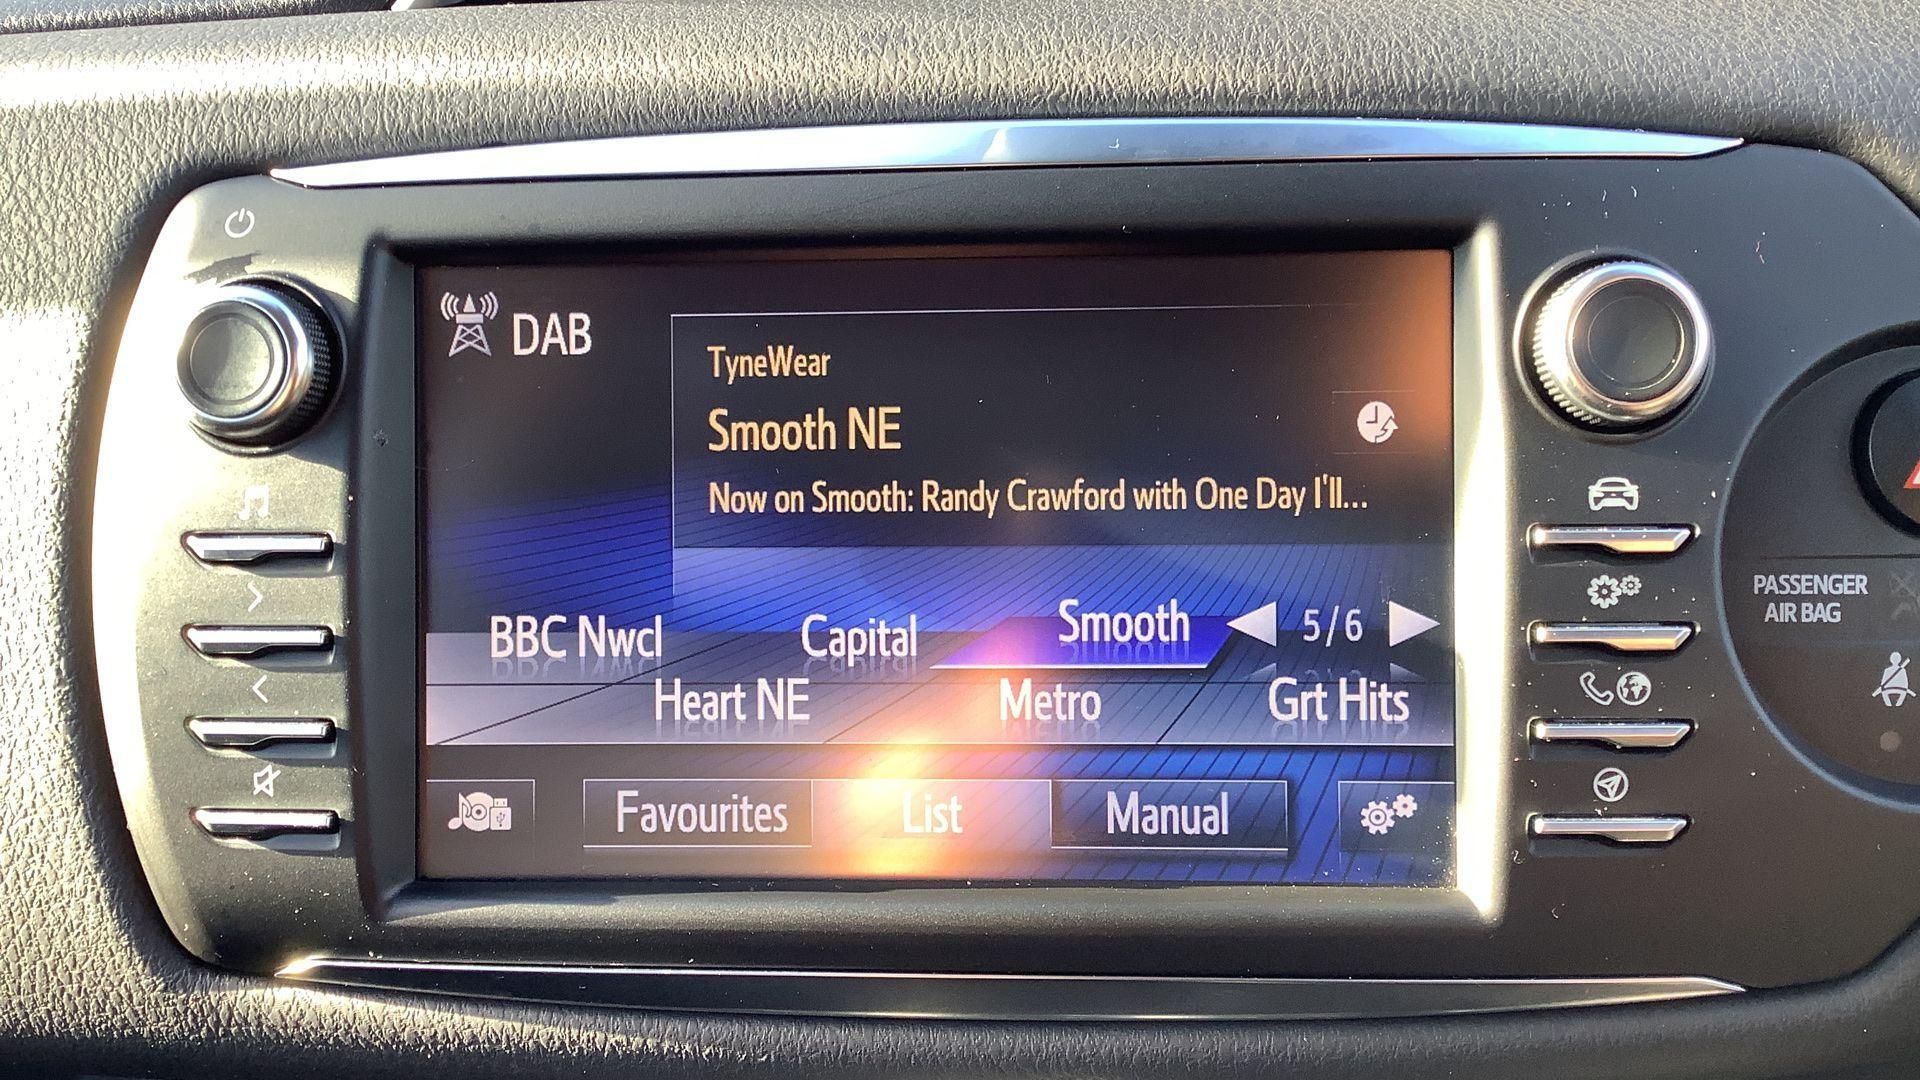 DAB
TyneWear
Smooth NE
Now on Smooth: Randy Crawford with One Day I'll...
BBC Nwcl Capital Smooth 5/6
Heart NE Metro Grt Hits
Favourites List Manual
PASSENGER
AIR BAG